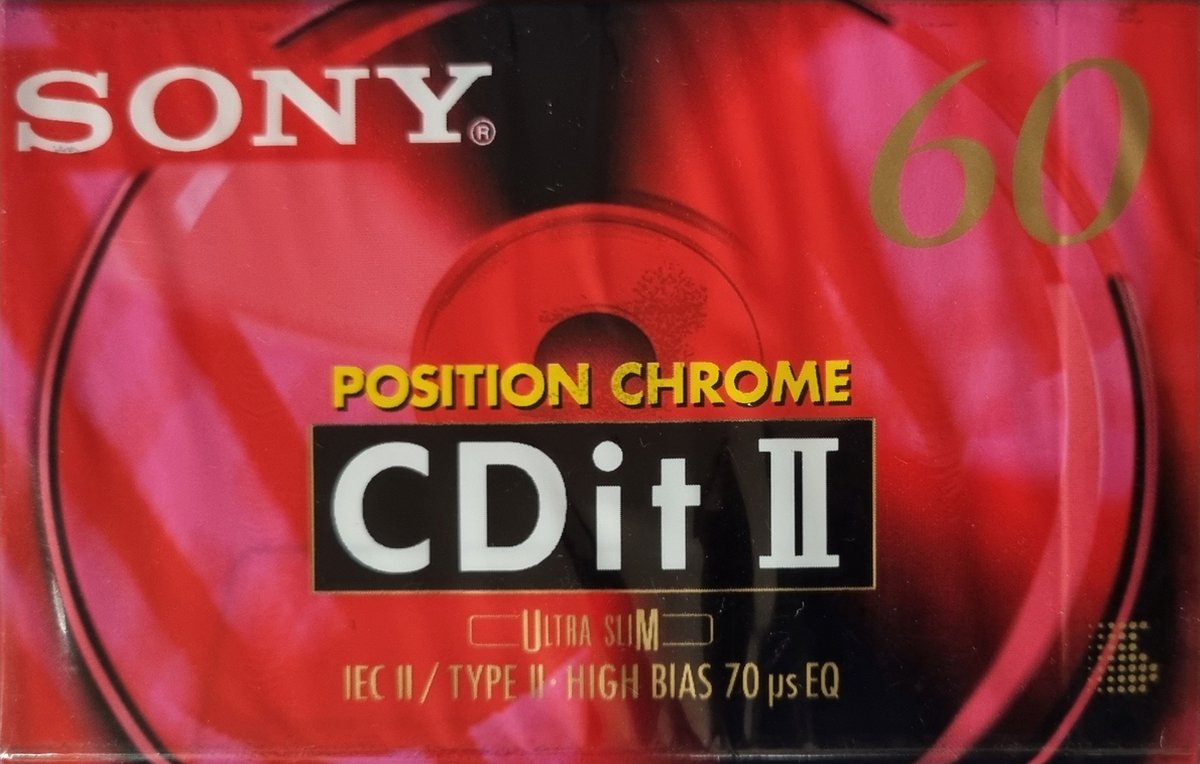 SONY®
60
POSITION CHROME
CDit II
ULTRA SLIM
IEC II / TYPE II · HIGH BIAS 70 µs EQ